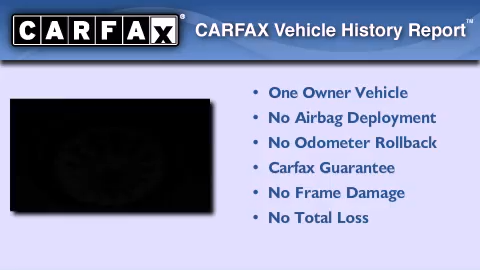 CARFAX® CARFAX Vehicle History Report™
• One Owner Vehicle
• No Airbag Deployment
• No Odometer Rollback
• Carfax Guarantee
• No Frame Damage
• No Total Loss